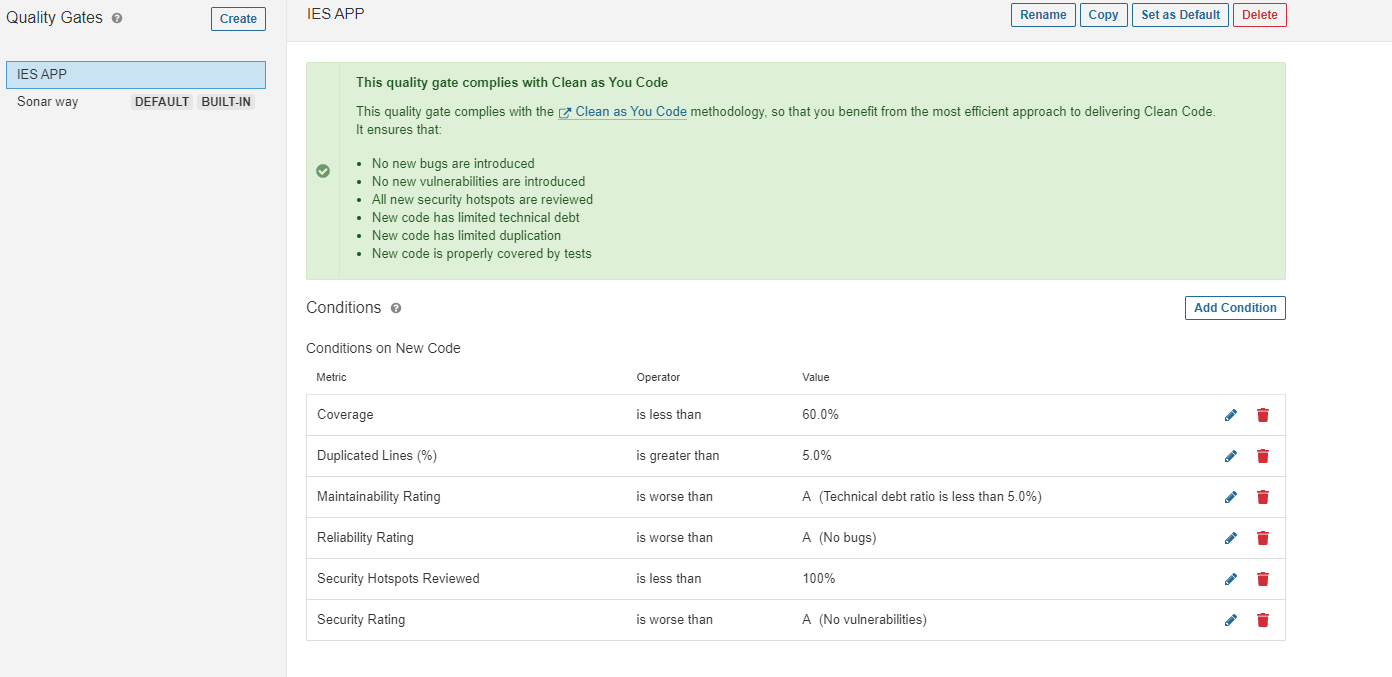 Quality Gates
Create
IES APP
Sonar way DEFAULT BUILT-IN
IES APP
Rename Copy Set as Default Delete
This quality gate complies with Clean as You Code
This quality gate complies with the Clean as You Code methodology, so that you benefit from the most efficient approach to delivering Clean Code.
It ensures that:
• No new bugs are introduced
• No new vulnerabilities are introduced
• All new security hotspots are reviewed
• New code has limited technical debt
• New code has limited duplication
• New code is properly covered by tests
Conditions
Add Condition
Conditions on New Code
Metric Operator Value
Coverage is less than 60.0%
Duplicated Lines (%) is greater than 5.0%
Maintainability Rating is worse than A (Technical debt ratio is less than 5.0%)
Reliability Rating is worse than A (No bugs)
Security Hotspots Reviewed is less than 100%
Security Rating is worse than A (No vulnerabilities)